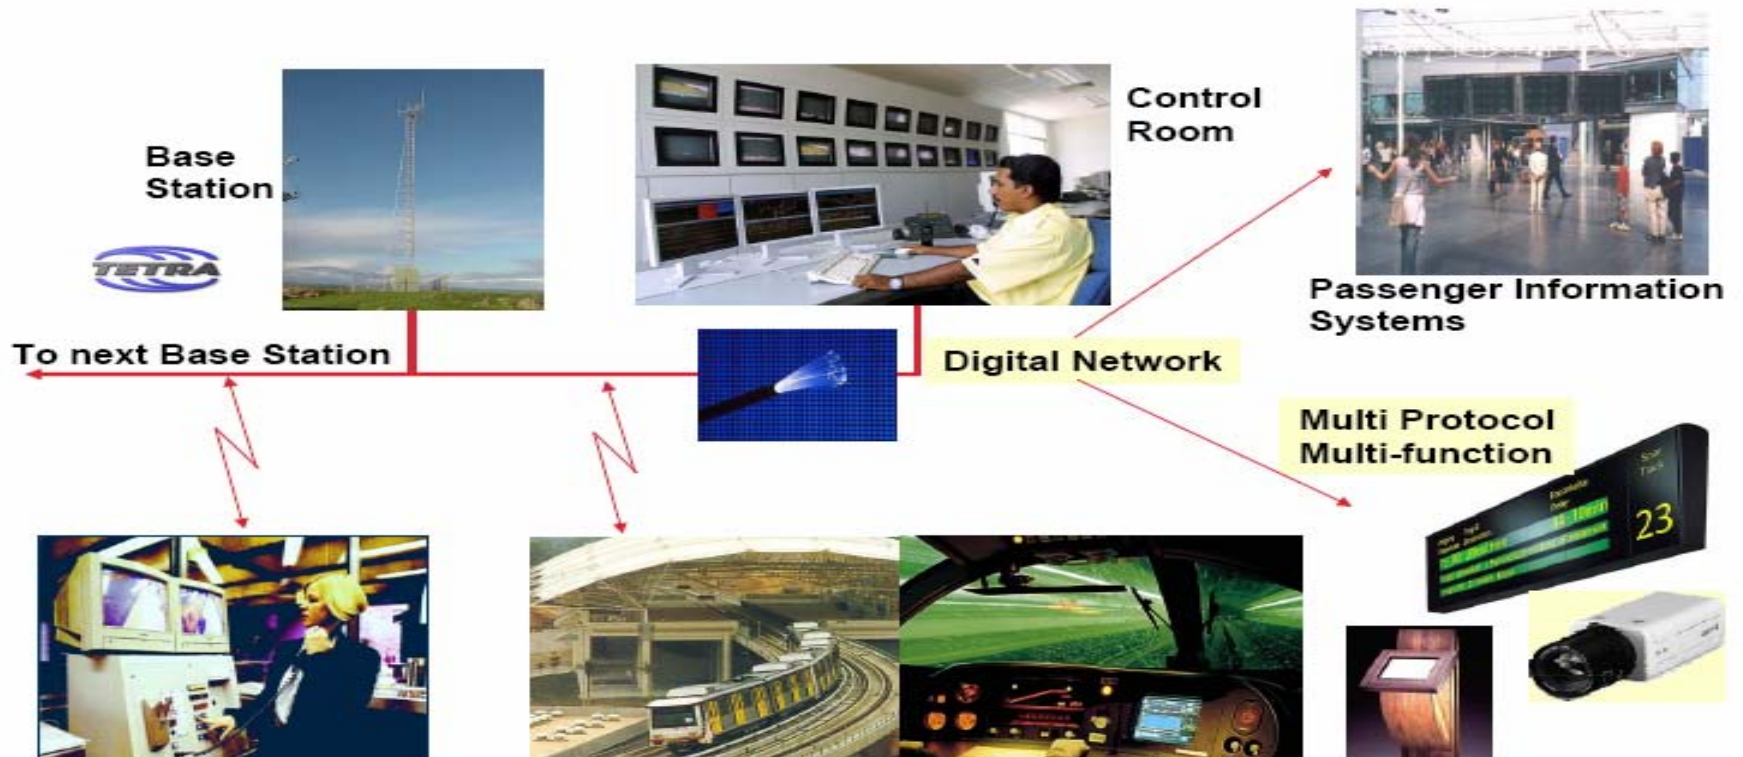 Base
Station
TETRA
Control
Room
Passenger Information
Systems
To next Base Station
Digital Network
Multi Protocol
Multi-function
23